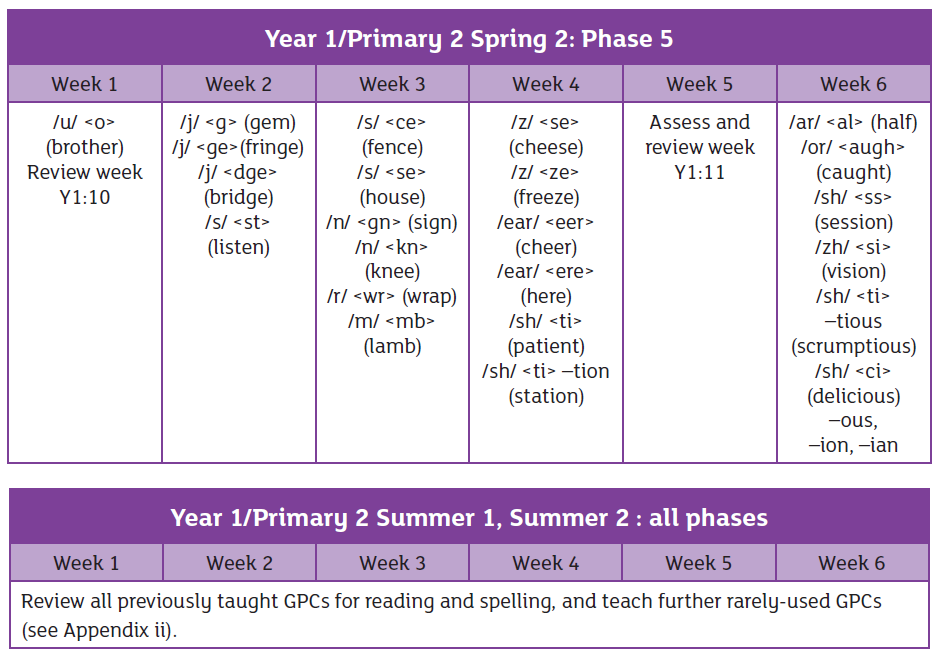 Year 1/Primary 2 Spring 2: Phase 5
Week 1
Week 2
Week 3
Week 4
Week 5
Week 6
/u/ <o>
(brother)
Review week
Y1:10
/j/ <g> (gem)
/j/ <ge>(fringe)
/j/ <dge>
(bridge)
/s/ <st>
(listen)
/s/ <ce>
(fence)
/s/ <se>
(house)
/n/ <gn> (sign)
/n/ <kn>
(knee)
/r/ <wr> (wrap)
/m/ <mb>
(lamb)
/z/ <se>
(cheese)
/z/ <ze>
(freeze)
/ear/ <eer>
(cheer)
/ear/ <ere>
(here)
/sh/ <ti>
(patient)
/sh/ <ti> –tion
(station)
Assess and
review week
Y1:11
/ar/ <al> (half)
/or/ <augh>
(caught)
/sh/ <ss>
(session)
/zh/ <si>
(vision)
/sh/ <ti>
–tious
(scrumptious)
/sh/ <ci>
(delicious)
–ous,
–ion, –ian
Year 1/Primary 2 Summer 1, Summer 2 : all phases
Week 1
Week 2
Week 3
Week 4
Week 5
Week 6
Review all previously taught GPCs for reading and spelling, and teach further rarely-used GPCs
(see Appendix ii).